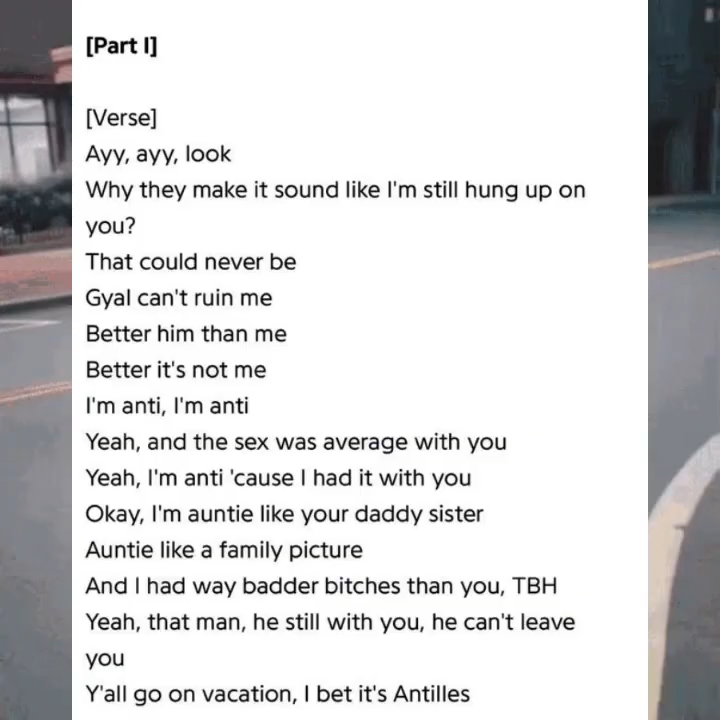 [Part I]
[Verse]
Ayy, ayy, look
Why they make it sound like I'm still hung up on
you?
That could never be
Gyal can't ruin me
Better him than me
Better it's not me
I'm anti, I'm anti
Yeah, and the sex was average with you
Yeah, I'm anti 'cause I had it with you
Okay, I'm auntie like your daddy sister
Auntie like a family picture
And I had way badder bitches than you, TBH
Yeah, that man, he still with you, he can't leave
you
Y'all go on vacation, I bet it's Antilles